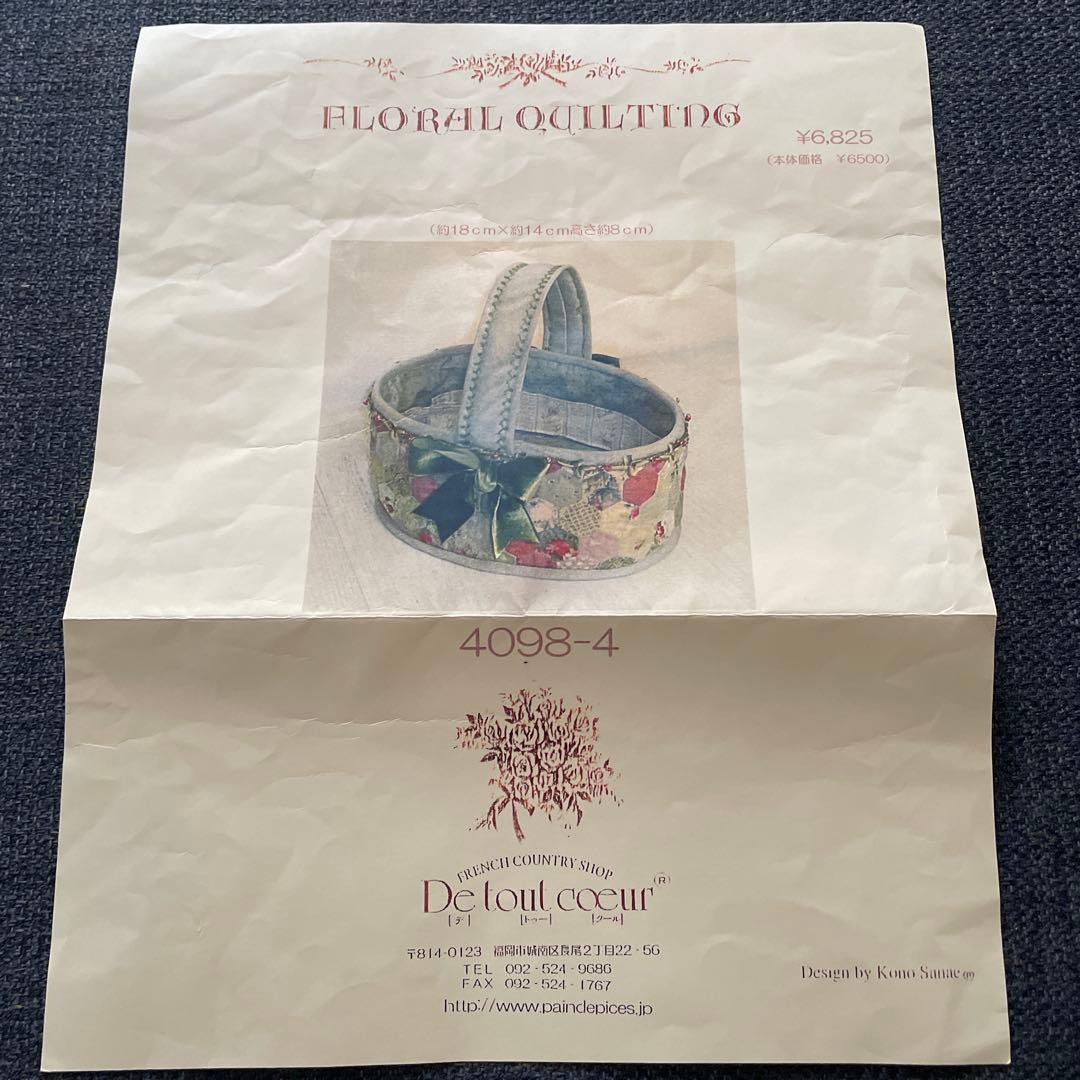 FLORAL QUILTING
¥6,825
(本体価格 ¥6500)
(約18cm×約14cm高さ約8cm)
4098-4
FRENCH COUNTRY SHOP
De tout cœur (R)
[デ] [トゥー] [クール]
〒814-0123 福岡市城南区長尾2丁目22-56
TEL 092-524-9686
FAX 092-524-1767
http://www.paindepices.jp
Design by Kono Sanae